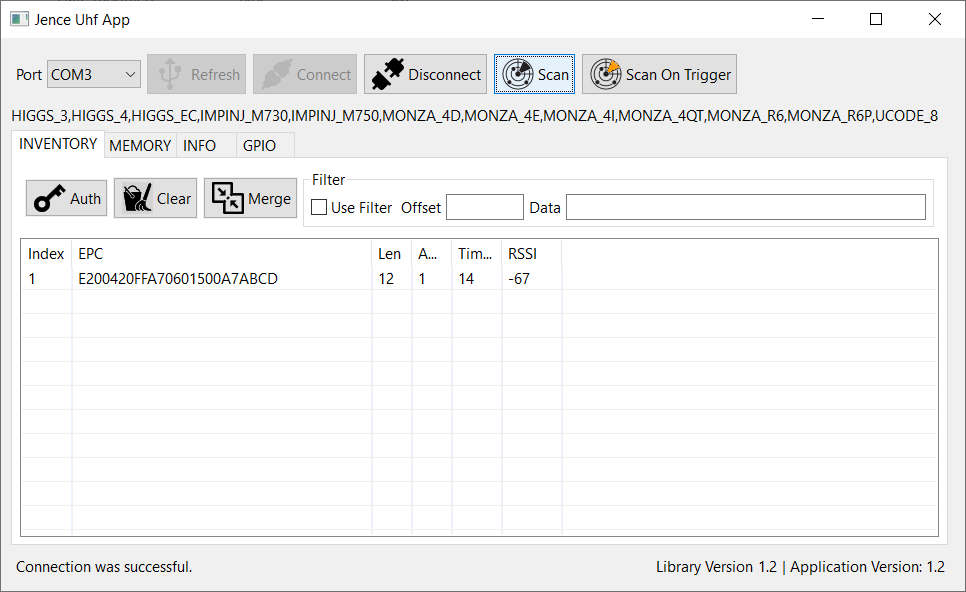 Jence Uhf App
Port COM3 Refresh Connect Disconnect Scan Scan On Trigger
HIGGS_3,HIGGS_4,HIGGS_EC,IMPINJ_M730,IMPINJ_M750,MONZA_4D,MONZA_4E,MONZA_4I,MONZA_4QT,MONZA_R6,MONZA_R6P,UCODE_8
INVENTORY MEMORY INFO GPIO
Auth Clear Merge
Filter
Use Filter Offset Data
Index EPC Len A... Tim... RSSI
1 E200420FFA70601500A7ABCD 12 1 14 -67
Connection was successful. Library Version 1.2 | Application Version: 1.2